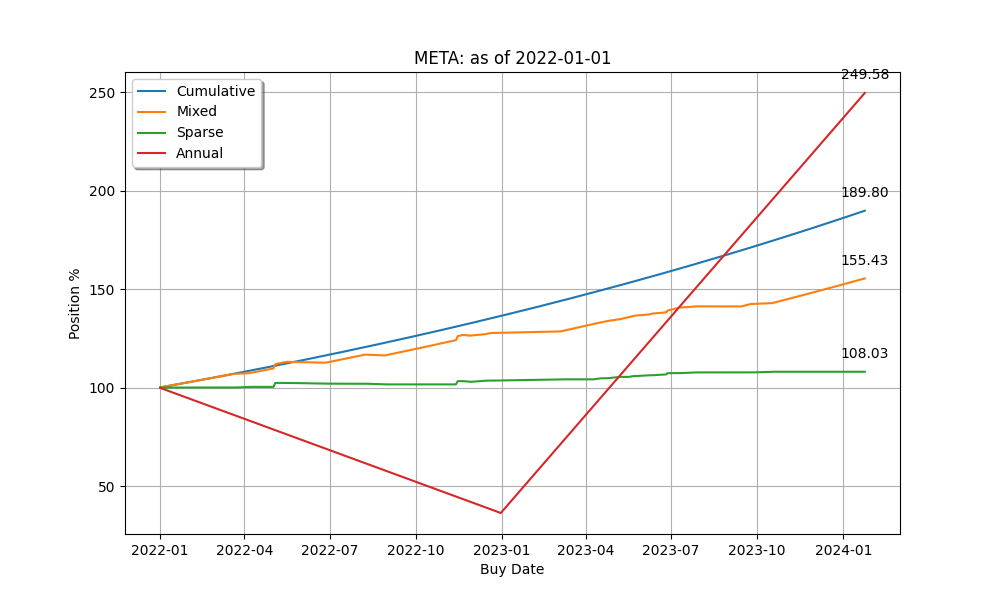 META: as of 2022-01-01
249.58
250
Cumulative
Mixed
Sparse
Annual
200
189.80
155.43
150
108.03
100
50
Position %
2022-01 2022-04 2022-07 2022-10 2023-01 2023-04 2023-07 2023-10 2024-01
Buy Date